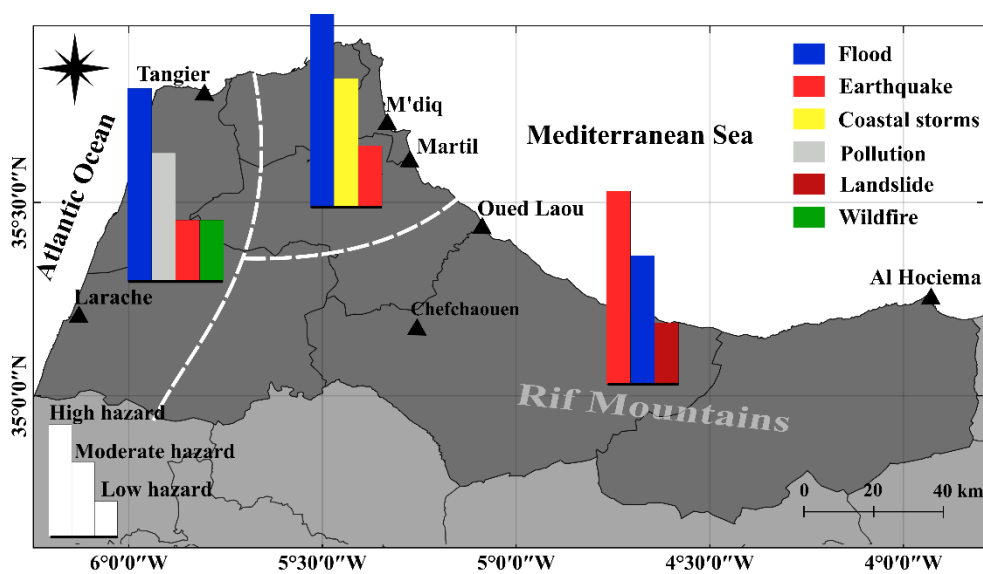 Tangier
M'diq
Martil
Mediterranean Sea
Atlantic Ocean
Oued Laou
Larache
Chefchaouen
Al Hociema
Rif Mountains
Flood
Earthquake
Coastal storms
Pollution
Landslide
Wildfire
High hazard
Moderate hazard
Low hazard
0 20 40 km
35°30'0"N
35°0'0"N
6°0'0"W 5°30'0"W 5°0'0"W 4°30'0"W 4°0'0"W